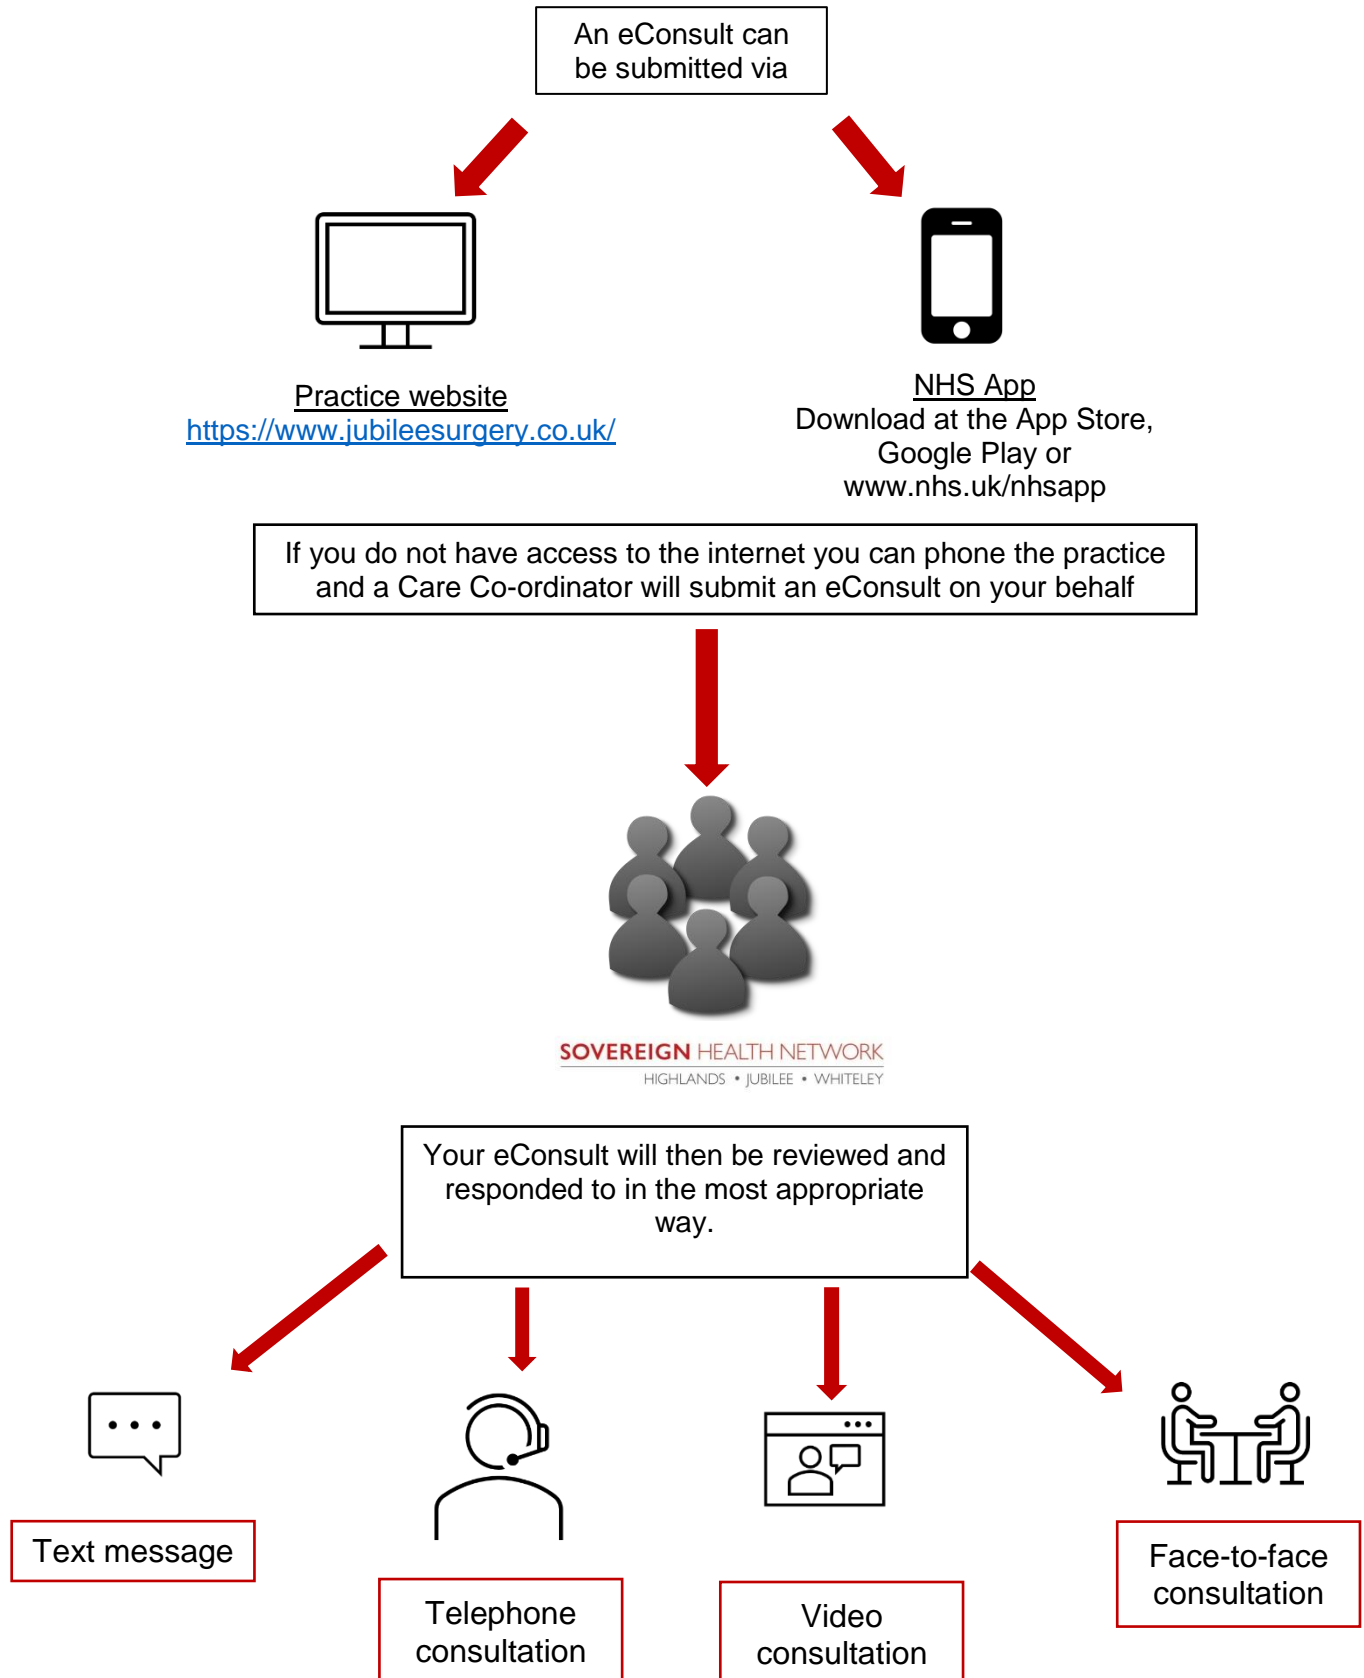 An eConsult can
be submitted via
Practice website
https://www.jubileesurgery.co.uk/
NHS App
Download at the App Store,
Google Play or
www.nhs.uk/nhsapp
If you do not have access to the internet you can phone the practice
and a Care Co-ordinator will submit an eConsult on your behalf
SOVEREIGN HEALTH NETWORK
HIGHLANDS • JUBILEE • WHITELEY
Your eConsult will then be reviewed and
responded to in the most appropriate
way.
Text message
Telephone
consultation
Video
consultation
Face-to-face
consultation